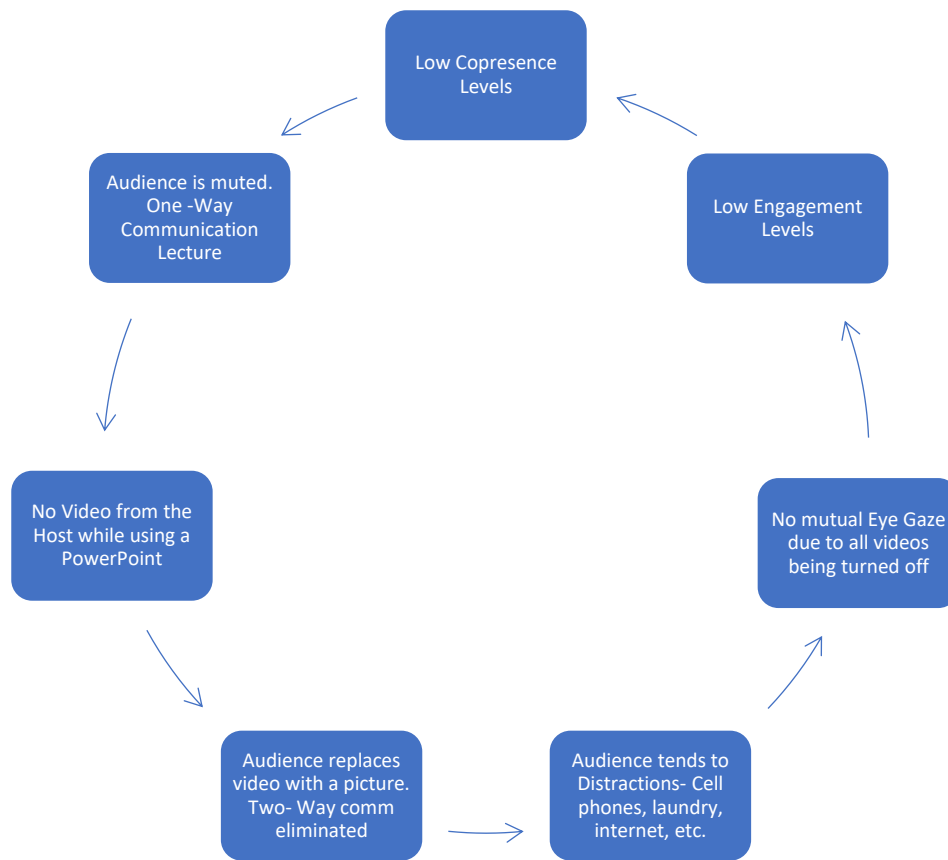 Low Copresence
Levels
Audience is muted.
One -Way
Communication
Lecture
No Video from the
Host while using a
PowerPoint
Audience replaces
video with a picture.
Two- Way comm
eliminated
Audience tends to
Distractions- Cell
phones, laundry,
internet, etc.
No mutual Eye Gaze
due to all videos
being turned off
Low Engagement
Levels